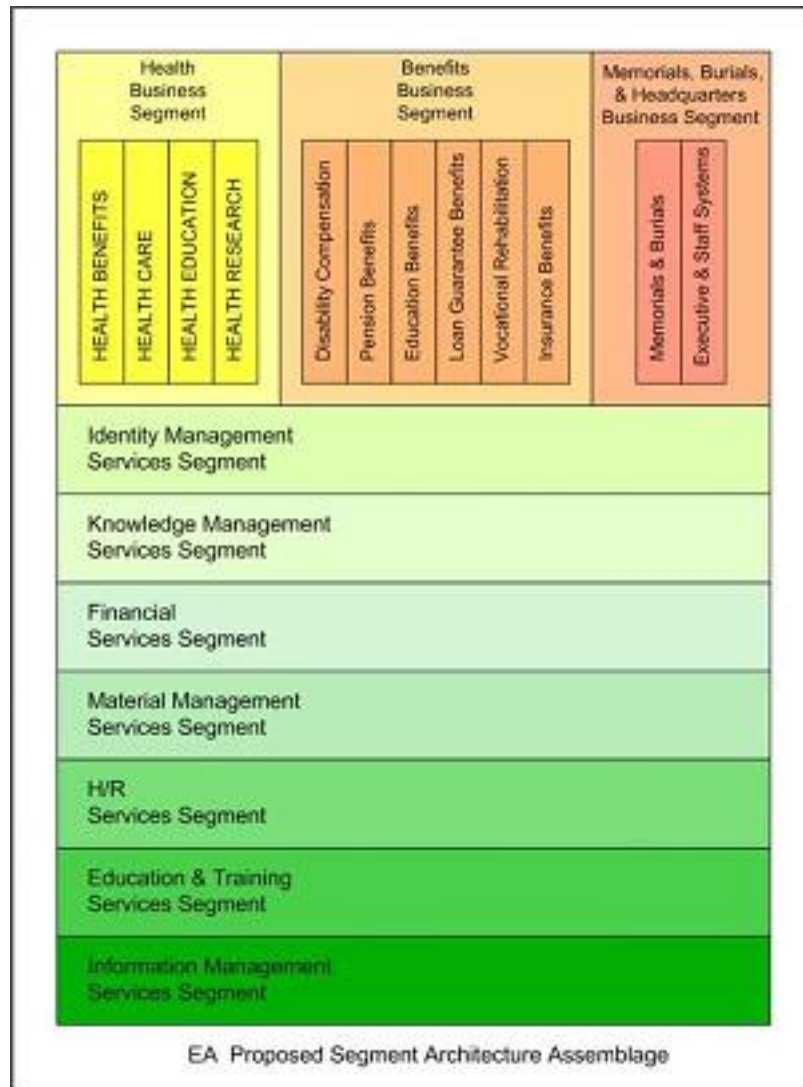 Health
Business
Segment
HEALTH BENEFITS
HEALTH CARE
HEALTH EDUCATION
HEALTH RESEARCH
Benefits
Business
Segment
Disability Compensation
Pension Benefits
Education Benefits
Loan Guarantee Benefits
Vocational Rehabilitation
Insurance Benefits
Memorials, Burials,
& Headquarters
Business Segment
Memorials & Burials
Executive & Staff Systems
Identity Management
Services Segment
Knowledge Management
Services Segment
Financial
Services Segment
Material Management
Services Segment
H/R
Services Segment
Education & Training
Services Segment
Information Management
Services Segment
EA Proposed Segment Architecture Assemblage